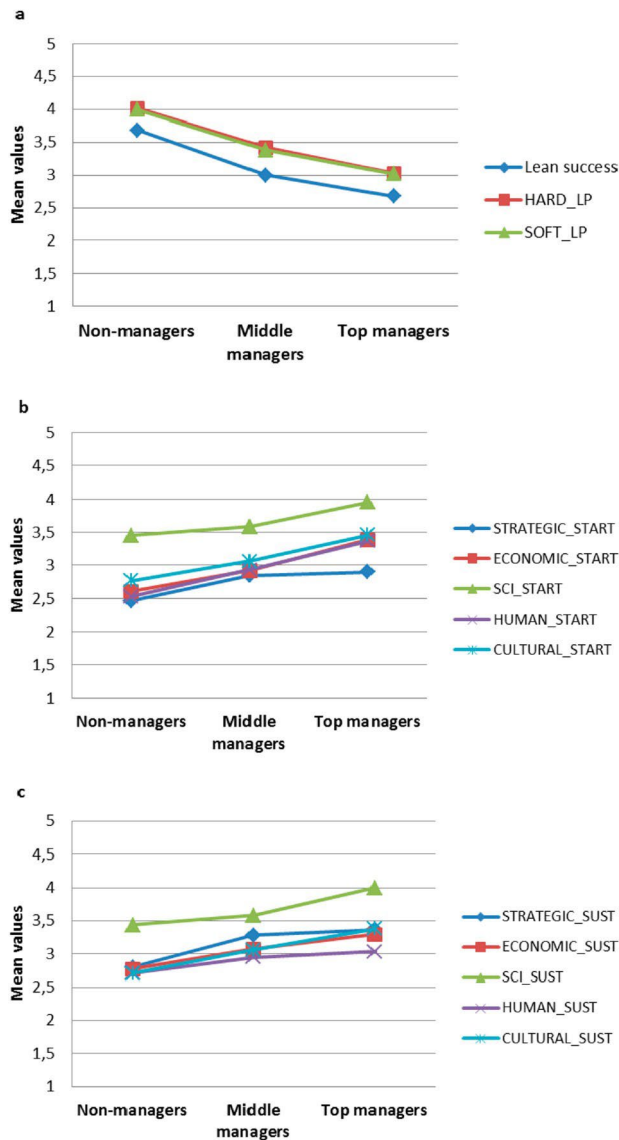 a
5
4,5
4
3,5
3
2,5
2
1,5
1
Mean values
Non-managers
Middle
managers
Top managers
Lean success
HARD_LP
SOFT_LP
b
5
4,5
4
3,5
3
2,5
2
1,5
1
Mean values
Non-managers
Middle
managers
Top managers
STRATEGIC_START
ECONOMIC_START
SCI_START
HUMAN_START
CULTURAL_START
c
5
4,5
4
3,5
3
2,5
2
1,5
1
Mean values
Non-managers
Middle
managers
Top managers
STRATEGIC_SUST
ECONOMIC_SUST
SCI_SUST
HUMAN_SUST
CULTURAL_SUST